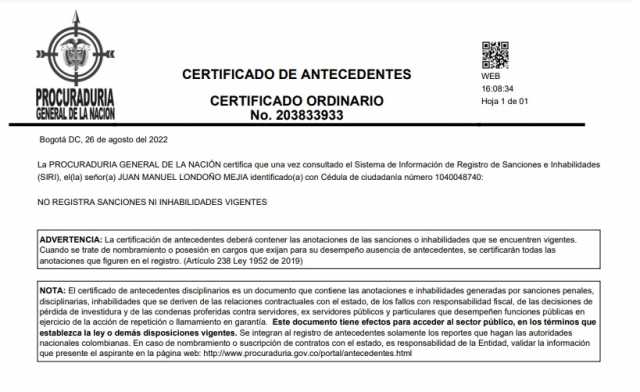 PROCURADURIA
GENERAL DE LA NACION
CERTIFICADO DE ANTECEDENTES
CERTIFICADO ORDINARIO
No. 203833933
WEB
16:08:34
Hoja 1 de 01
Bogotá DC, 26 de agosto del 2022
La PROCURADURIA GENERAL DE LA NACIÓN certifica que una vez consultado el Sistema de Información de Registro de Sanciones e Inhabilidades
(SIRI), el(la) señor(a) JUAN MANUEL LONDOÑO MEJIA identificado(a) con Cédula de ciudadanía número 1040048740:
NO REGISTRA SANCIONES NI INHABILIDADES VIGENTES
ADVERTENCIA: La certificación de antecedentes deberá contener las anotaciones de las sanciones o inhabilidades que se encuentren vigentes.
Cuando se trate de nombramiento o posesión en cargos que exijan para su desempeño ausencia de antecedentes, se certificarán todas las
anotaciones que figuren en el registro. (Artículo 238 Ley 1952 de 2019)
NOTA: El certificado de antecedentes disciplinarios es un documento que contiene las anotaciones e inhabilidades generadas por sanciones penales,
disciplinarias, inhabilidades que se deriven de las relaciones contractuales con el estado, de los fallos con responsabilidad fiscal, de las decisiones de
pérdida de investidura y de las condenas proferidas contra servidores, ex servidores públicos y particulares que desempeñen funciones públicas en
ejercicio de la acción de repetición o llamamiento en garantía. Este documento tiene efectos para acceder al sector público, en los términos que
establezca la ley o demás disposiciones vigentes. Se integran al registro de antecedentes solamente los reportes que hagan las autoridades
nacionales colombianas. En caso de nombramiento o suscripción de contratos con el estado, es responsabilidad de la Entidad, validar la información
que presente el aspirante en la página web: http://www.procuraduria.gov.co/portal/antecedentes.html